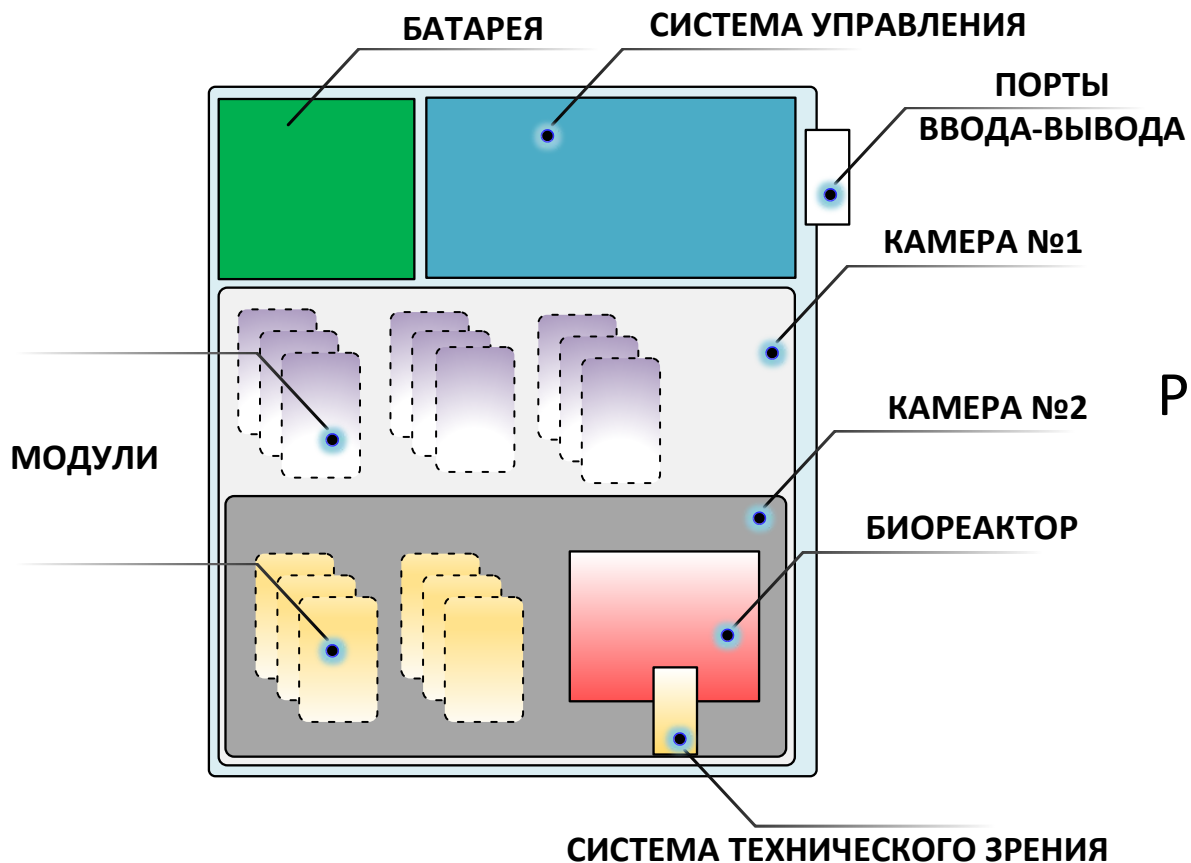 БАТАРЕЯ
СИСТЕМА УПРАВЛЕНИЯ
ПОРТЫ
ВВОДА-ВЫВОДА
КАМЕРА №1
Р
КАМЕРА №2
МОДУЛИ
БИОРЕАКТОР
СИСТЕМА ТЕХНИЧЕСКОГО ЗРЕНИЯ